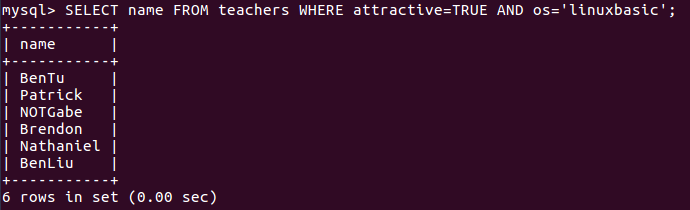 mysql> SELECT name FROM teachers WHERE attractive=TRUE AND os='linuxbasic';
+-----------+
| name      |
+-----------+
| BenTu     |
| Patrick   |
| NOTGabe   |
| Brendon   |
| Nathaniel |
| BenLiu    |
+-----------+
6 rows in set (0.00 sec)